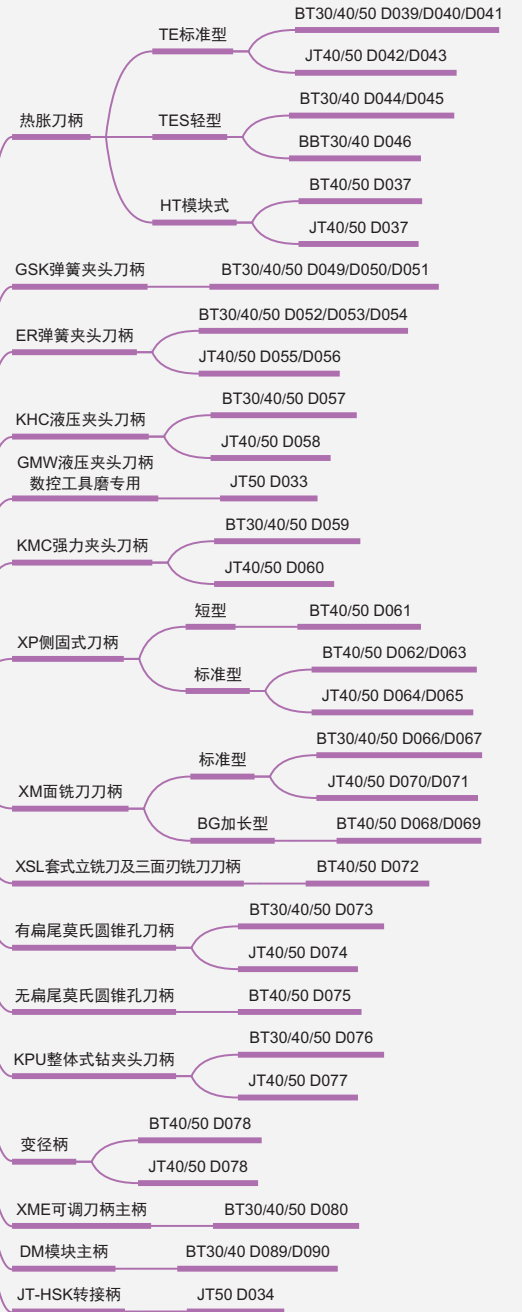 热胀刀柄
TE标准型
BT30/40/50 D039/D040/D041
JT40/50 D042/D043
TES轻型
BT30/40 D044/D045
BBT30/40 D046
HT模块式
BT40/50 D037
JT40/50 D037
GSK弹簧夹头刀柄
BT30/40/50 D049/D050/D051
ER弹簧夹头刀柄
BT30/40/50 D052/D053/D054
JT40/50 D055/D056
KHC液压夹头刀柄
BT30/40/50 D057
JT40/50 D058
GMW液压夹头刀柄
数控工具磨专用
JT50 D033
KMC强力夹头刀柄
BT30/40/50 D059
JT40/50 D060
XP侧固式刀柄
短型
BT40/50 D061
标准型
BT40/50 D062/D063
JT40/50 D064/D065
XM面铣刀刀柄
标准型
BT30/40/50 D066/D067
JT40/50 D070/D071
BG加长型
BT40/50 D068/D069
XSL套式立铣刀及三面刃铣刀刀柄
BT40/50 D072
有扁尾莫氏圆锥孔刀柄
BT30/40/50 D073
JT40/50 D074
无扁尾莫氏圆锥孔刀柄
BT40/50 D075
KPU整体式钻夹头刀柄
BT30/40/50 D076
JT40/50 D077
变径柄
BT40/50 D078
JT40/50 D078
XME可调刀柄主柄
BT30/40/50 D080
DM模块主柄
BT30/40 D089/D090
JT-HSK转接柄
JT50 D034